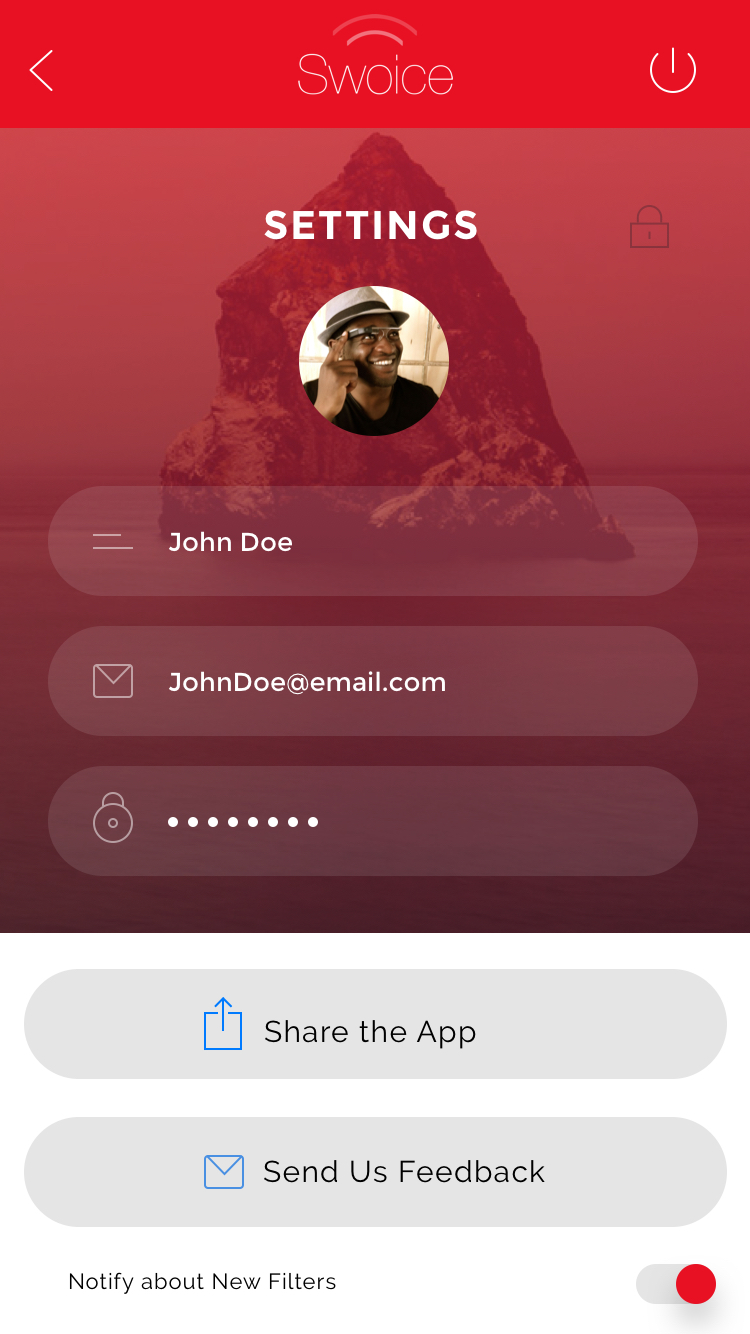 Swoice
SETTINGS
John Doe
JohnDoe@email.com
Share the App
Send Us Feedback
Notify about New Filters